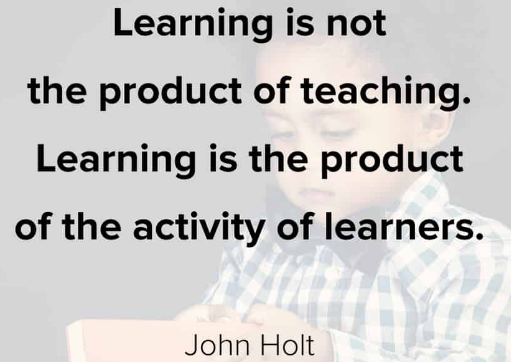 Learning is not
the product of teaching.
Learning is the product
of the activity of learners.
John Holt